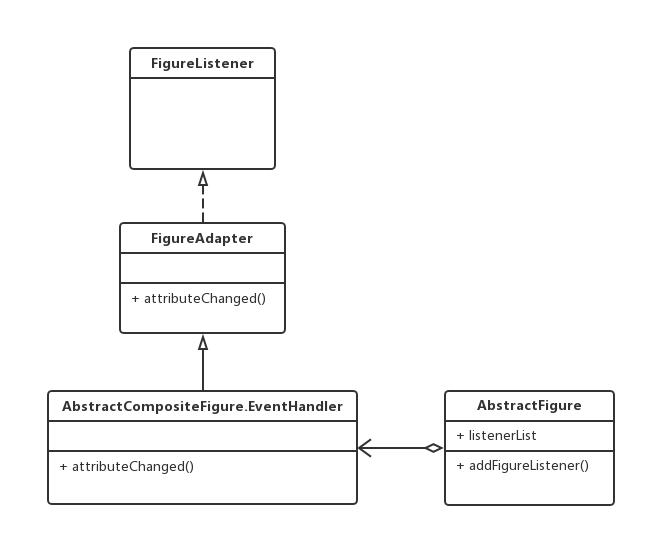 FigureListener
FigureAdapter
+ attributeChanged()
AbstractCompositeFigure.EventHandler
+ attributeChanged()
AbstractFigure
+ listenerList
+ addFigureListener()